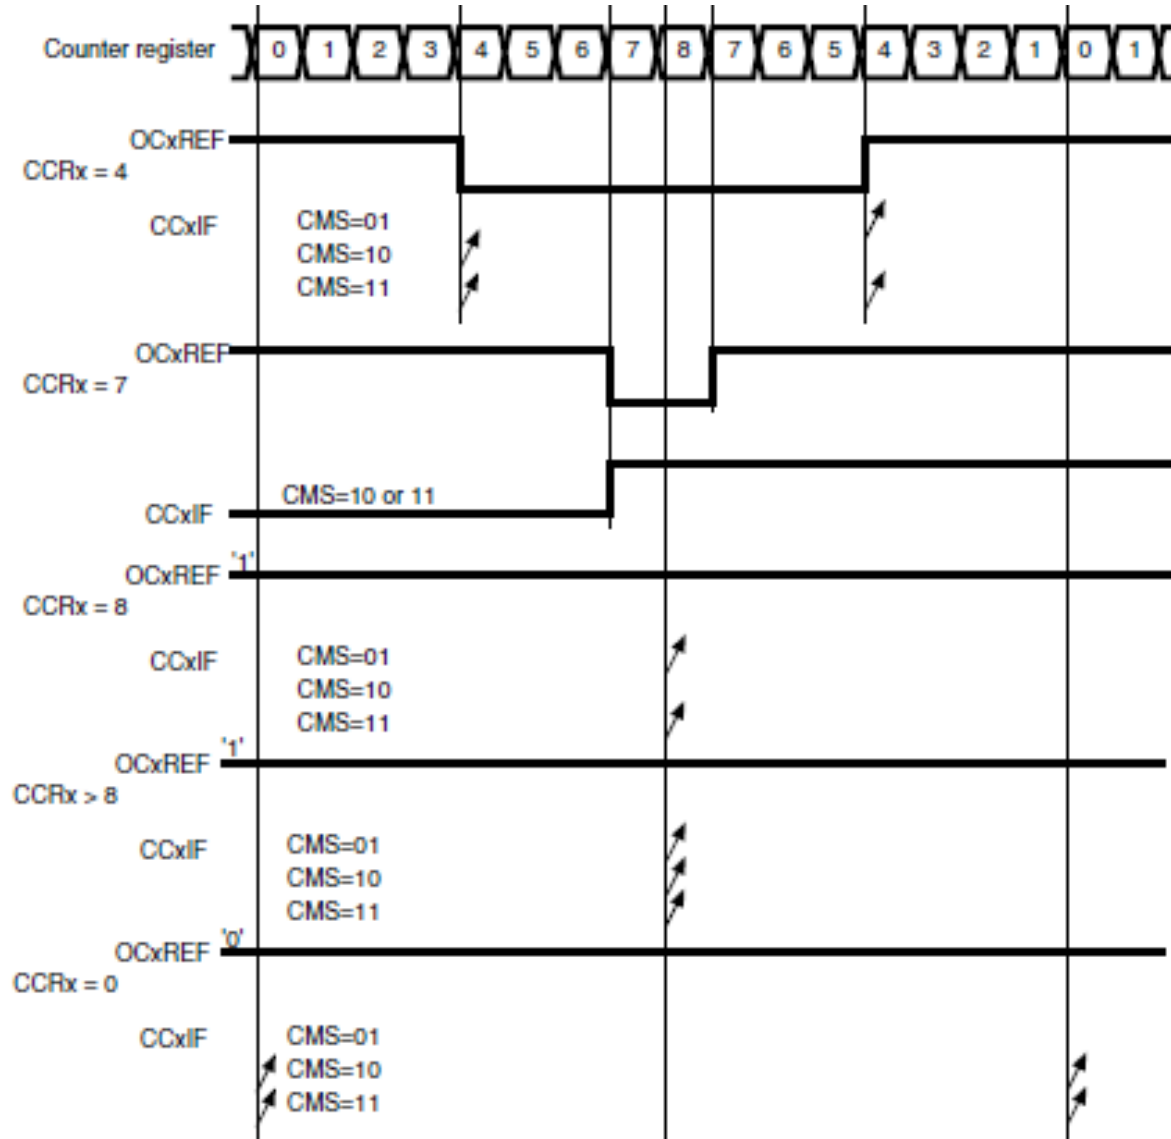 Counter register 0 1 2 3 4 5 6 7 8 7 6 5 4 3 2 1 0 1
OCxREF
CCRx = 4
CCxIF
CMS=01
CMS=10
CMS=11
OCxREF
CCRx = 7
CMS=10 or 11
CCxIF
OCxREF '1'
CCRx = 8
CCxIF
CMS=01
CMS=10
CMS=11
OCxREF '1'
CCRx > 8
CCxIF
CMS=01
CMS=10
CMS=11
OCxREF '0'
CCRx = 0
CCxIF
CMS=01
CMS=10
CMS=11